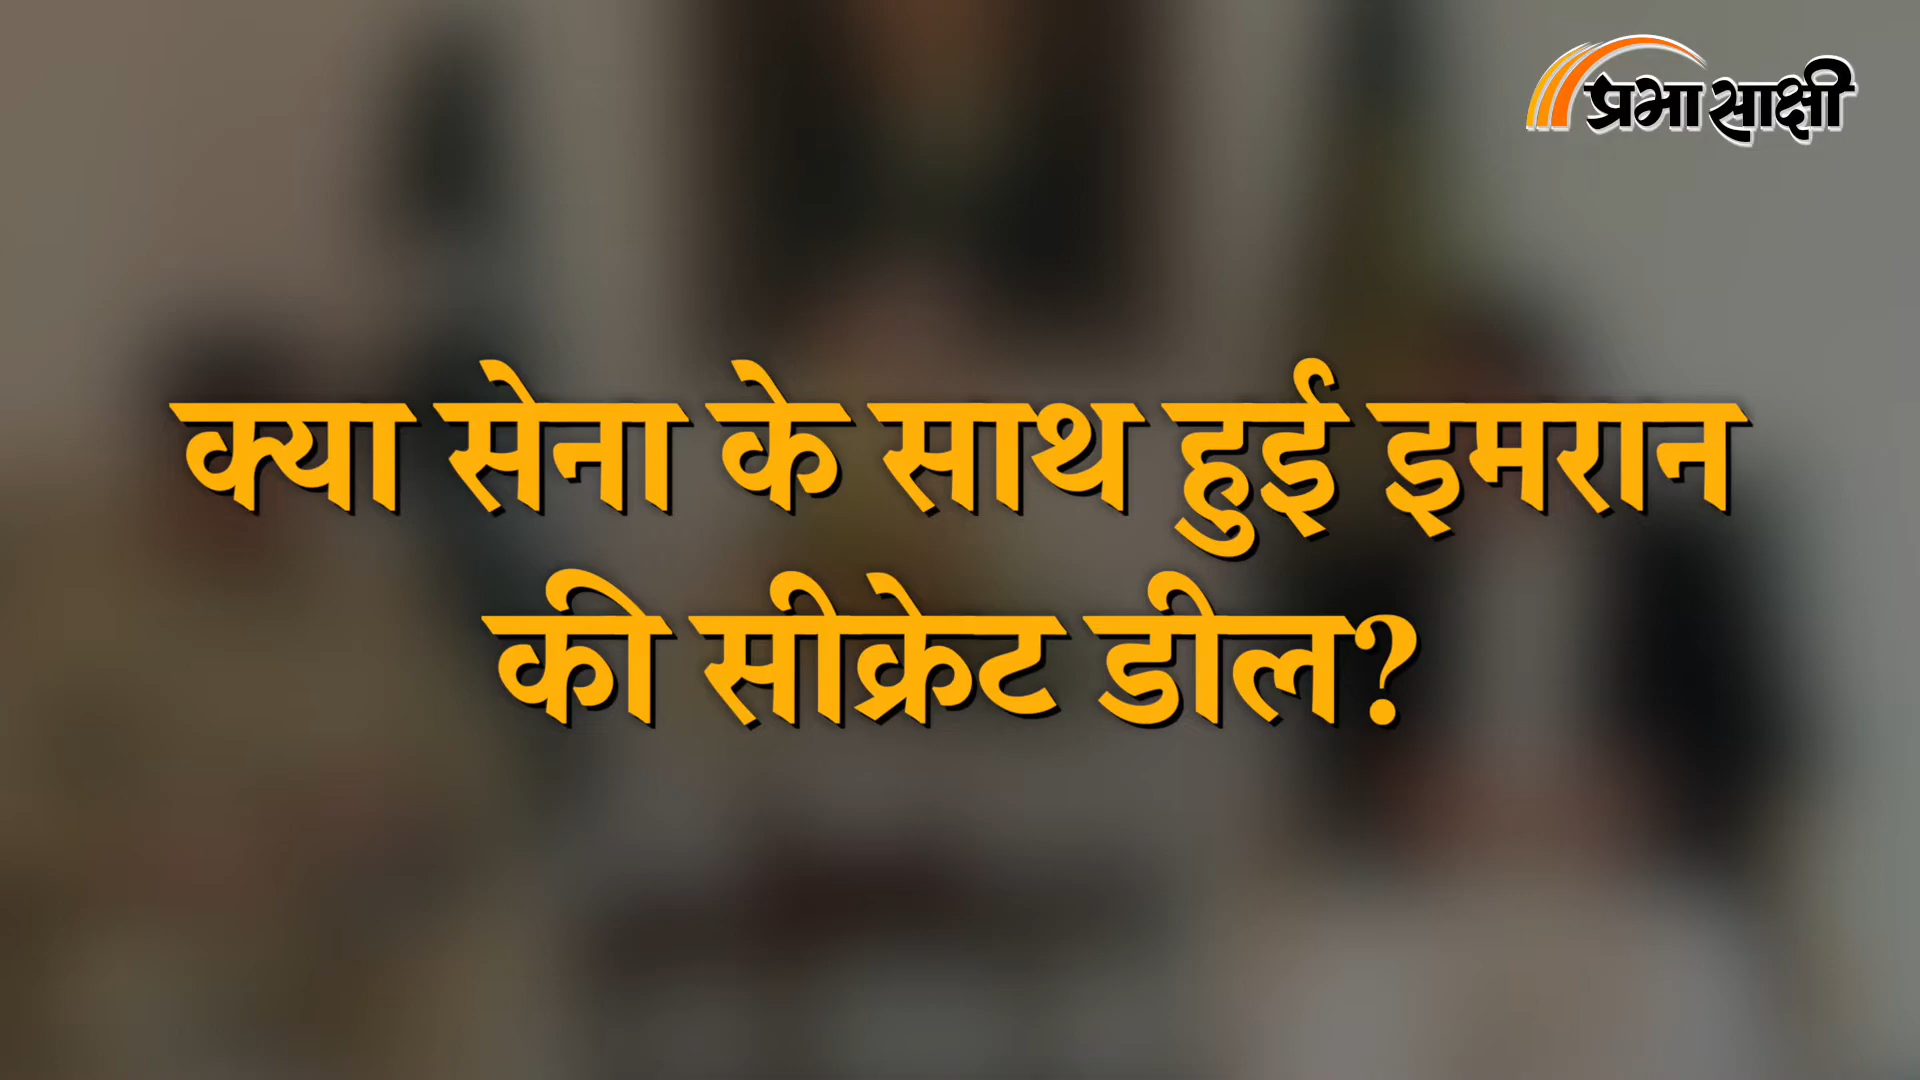 प्रभा साक्षी
क्या सेना के साथ हुई इमरान
की सीक्रेट डील?